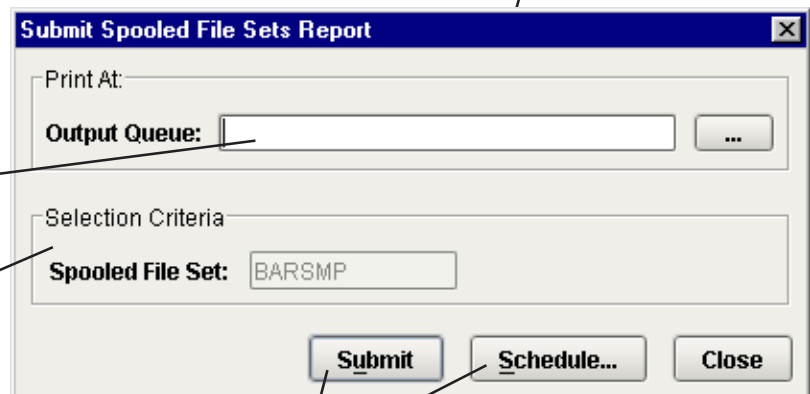 Submit Spooled File Sets Report
Print At:
Output Queue:
...
Selection Criteria
Spooled File Set: BARSMP
Submit Schedule... Close